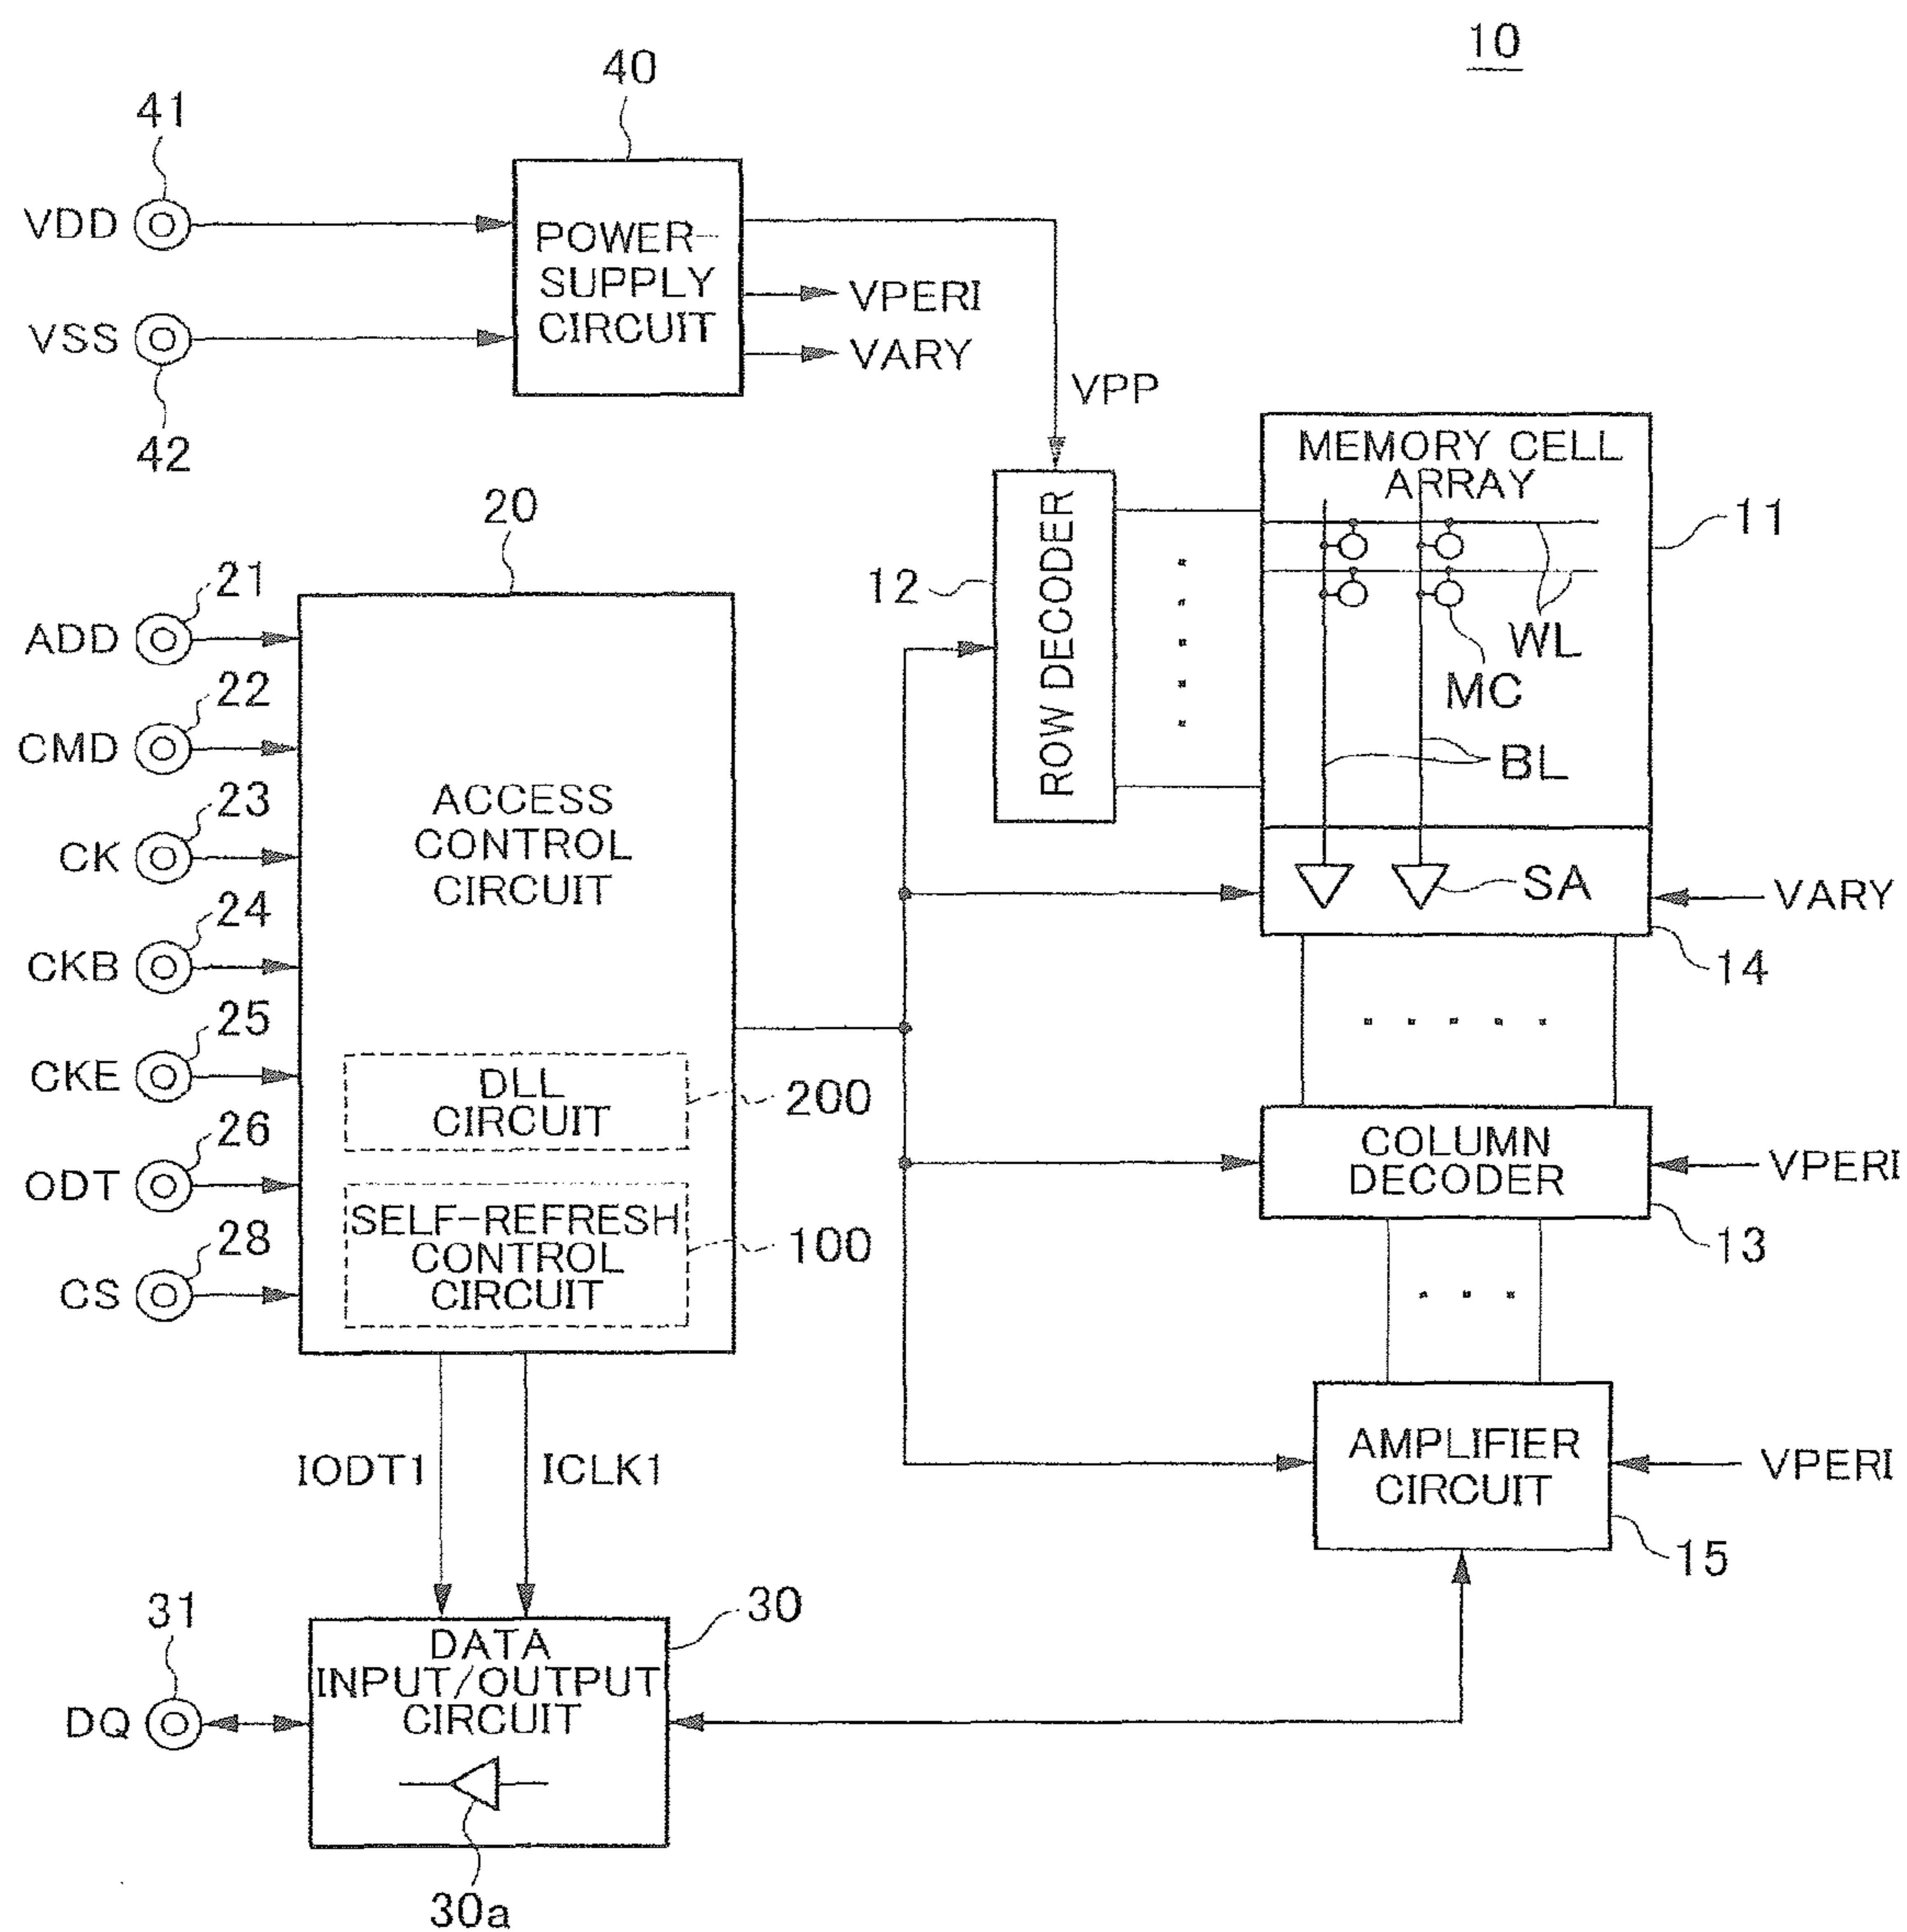 10
40
41
VDD
POWER-
SUPPLY
CIRCUIT
VPERI
VARY
VSS
42
VPP
MEMORY CELL
ARRAY
11
12
ROW DECODER
WL
MC
BL
SA
VARY
14
20
21
ADD
22
CMD
23
CK
24
CKB
25
CKE
26
ODT
28
CS
ACCESS
CONTROL
CIRCUIT
DLL
CIRCUIT
200
SELF-REFRESH
CONTROL
CIRCUIT
100
COLUMN
DECODER
VPERI
13
AMPLIFIER
CIRCUIT
VPERI
15
IODT1
ICLK1
31
30
DQ
DATA
INPUT/OUTPUT
CIRCUIT
30a